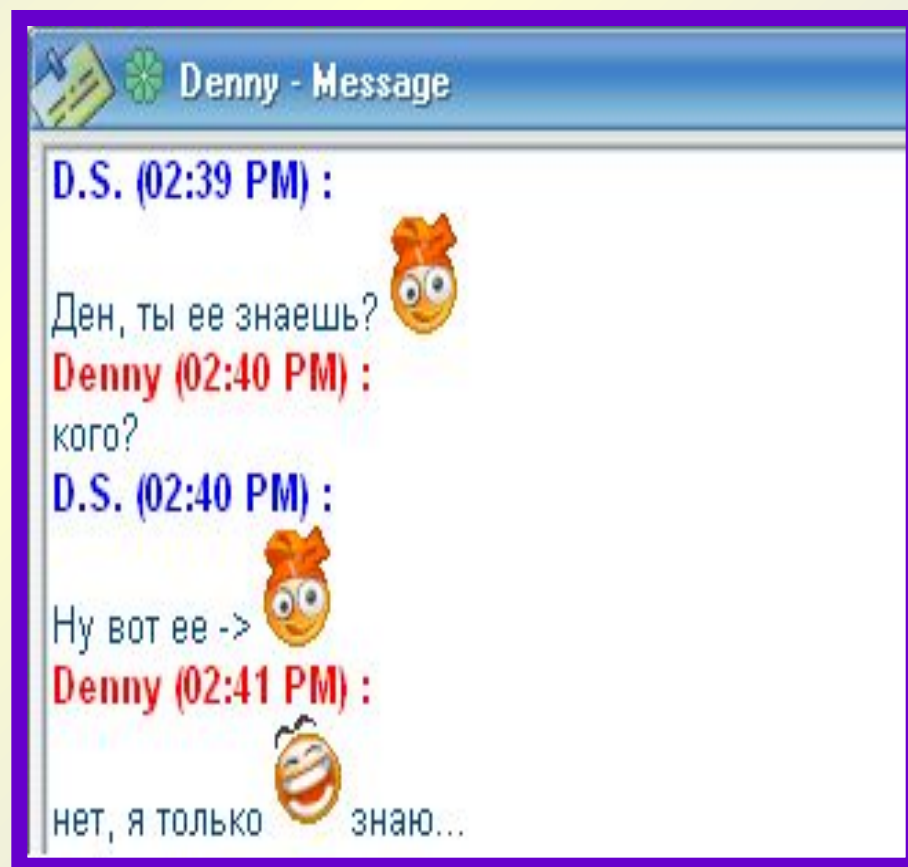 Denny - Message
D.S. (02:39 PM) :
Ден, ты ее знаешь?
Denny (02:40 PM) :
кого?
D.S. (02:40 PM) :
Ну вот ее ->
Denny (02:41 PM) :
нет, я только знаю...